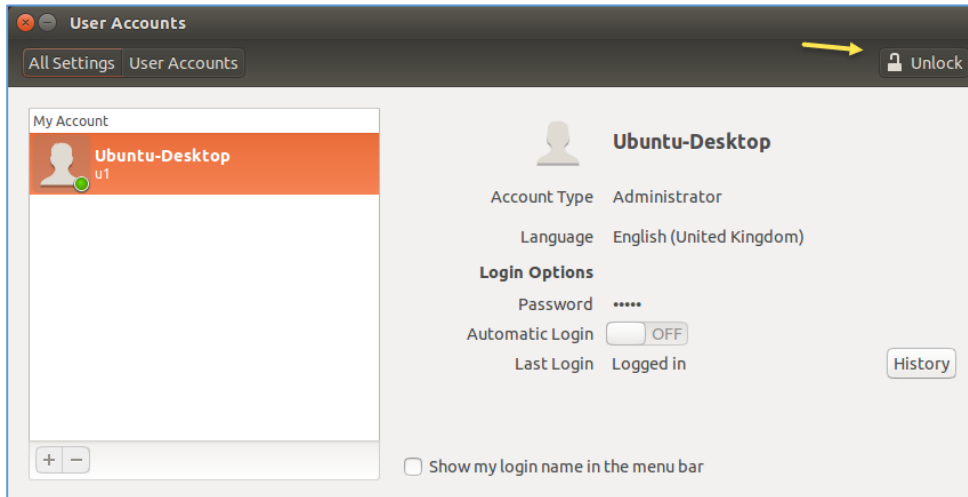 User Accounts
All Settings User Accounts
Unlock
My Account
Ubuntu-Desktop
u1
Ubuntu-Desktop
Account Type Administrator
Language English (United Kingdom)
Login Options
Password •••••
Automatic Login OFF
Last Login Logged in
History
+ −
Show my login name in the menu bar